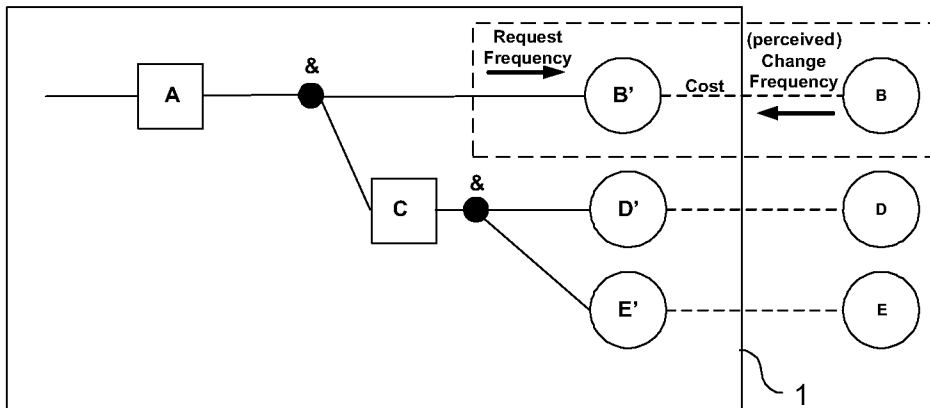 Request
Frequency
(perceived)
Change
Frequency
&
A
B'
Cost
B
&
C
D'
D
E'
E
1